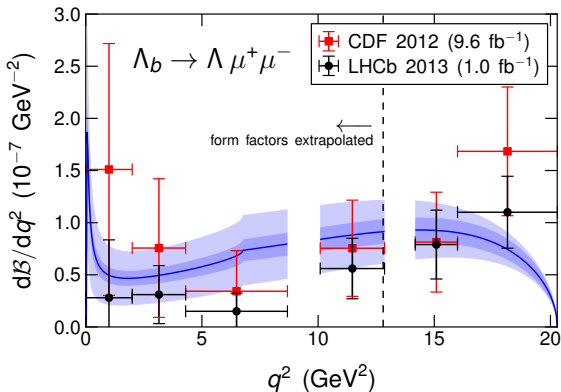 3.0
2.5
2.0
1.5
1.0
0.5
0.0
dℬ/dq² (10⁻⁷ GeV⁻²)
Λ_b → Λ μ⁺μ⁻
CDF 2012 (9.6 fb⁻¹)
LHCb 2013 (1.0 fb⁻¹)
←
form factors extrapolated
0 5 10 15 20
q² (GeV²)